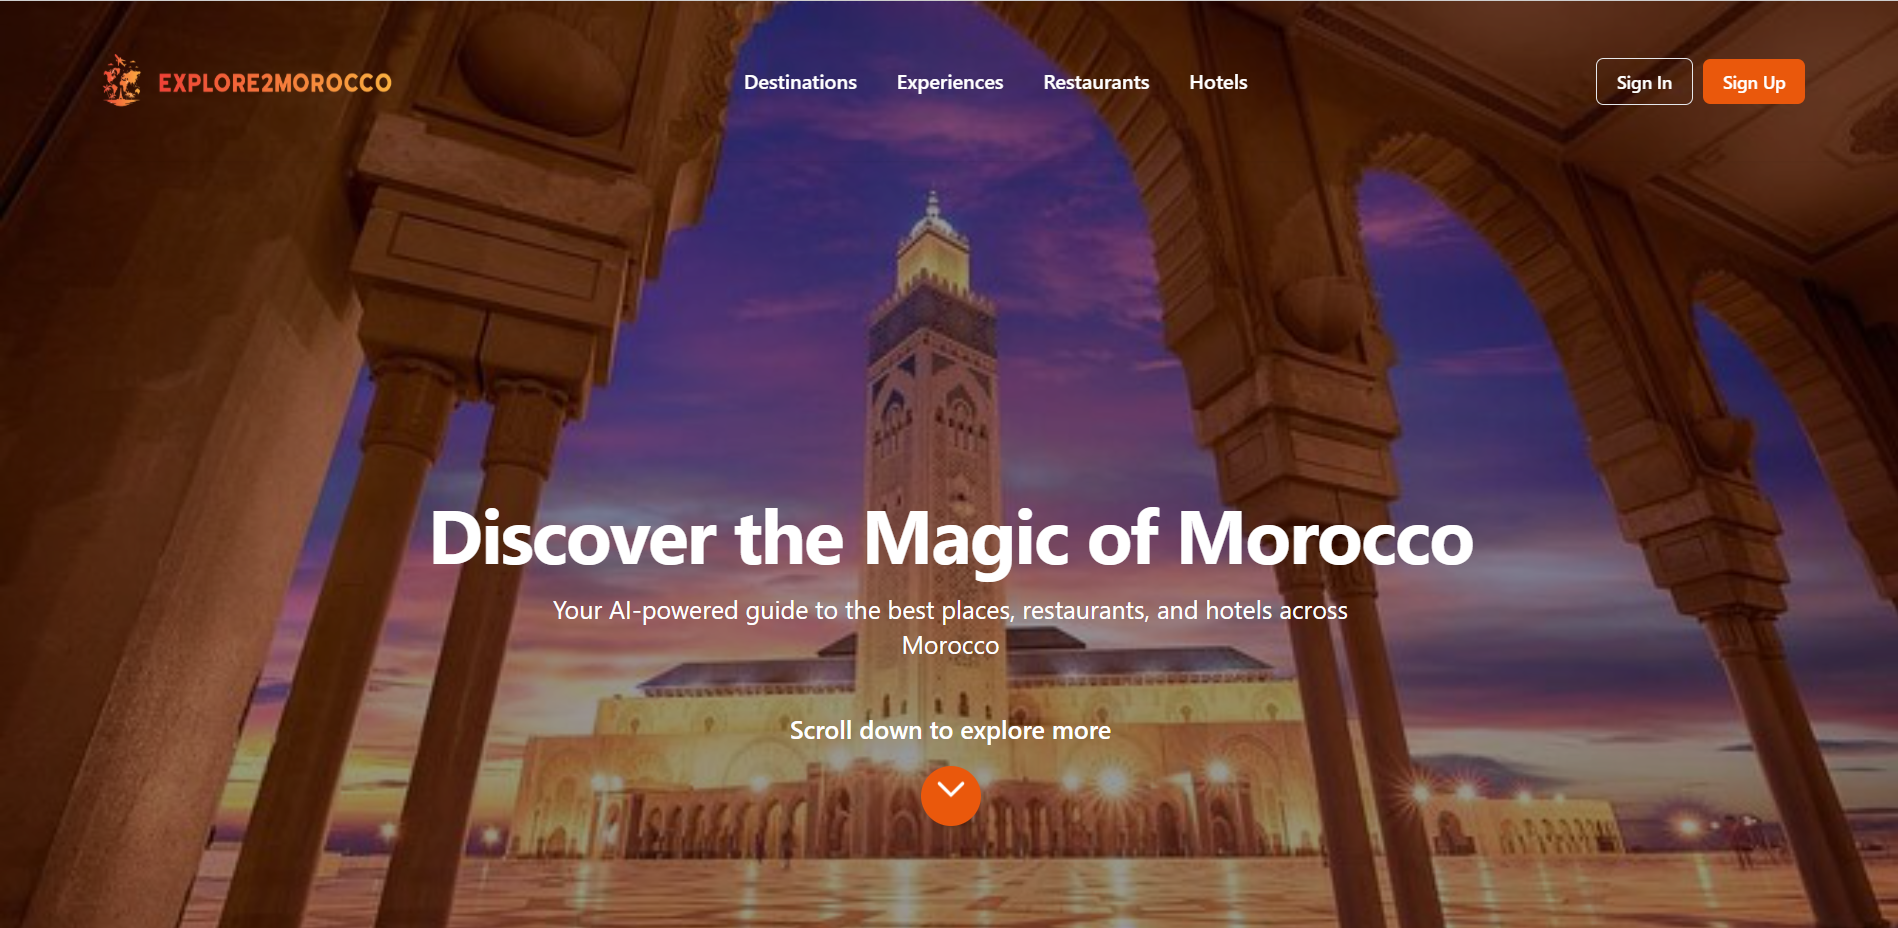 EXPLORE2MOROCCO
Destinations Experiences Restaurants Hotels
Sign In Sign Up
Discover the Magic of Morocco
Your AI-powered guide to the best places, restaurants, and hotels across
Morocco
Scroll down to explore more